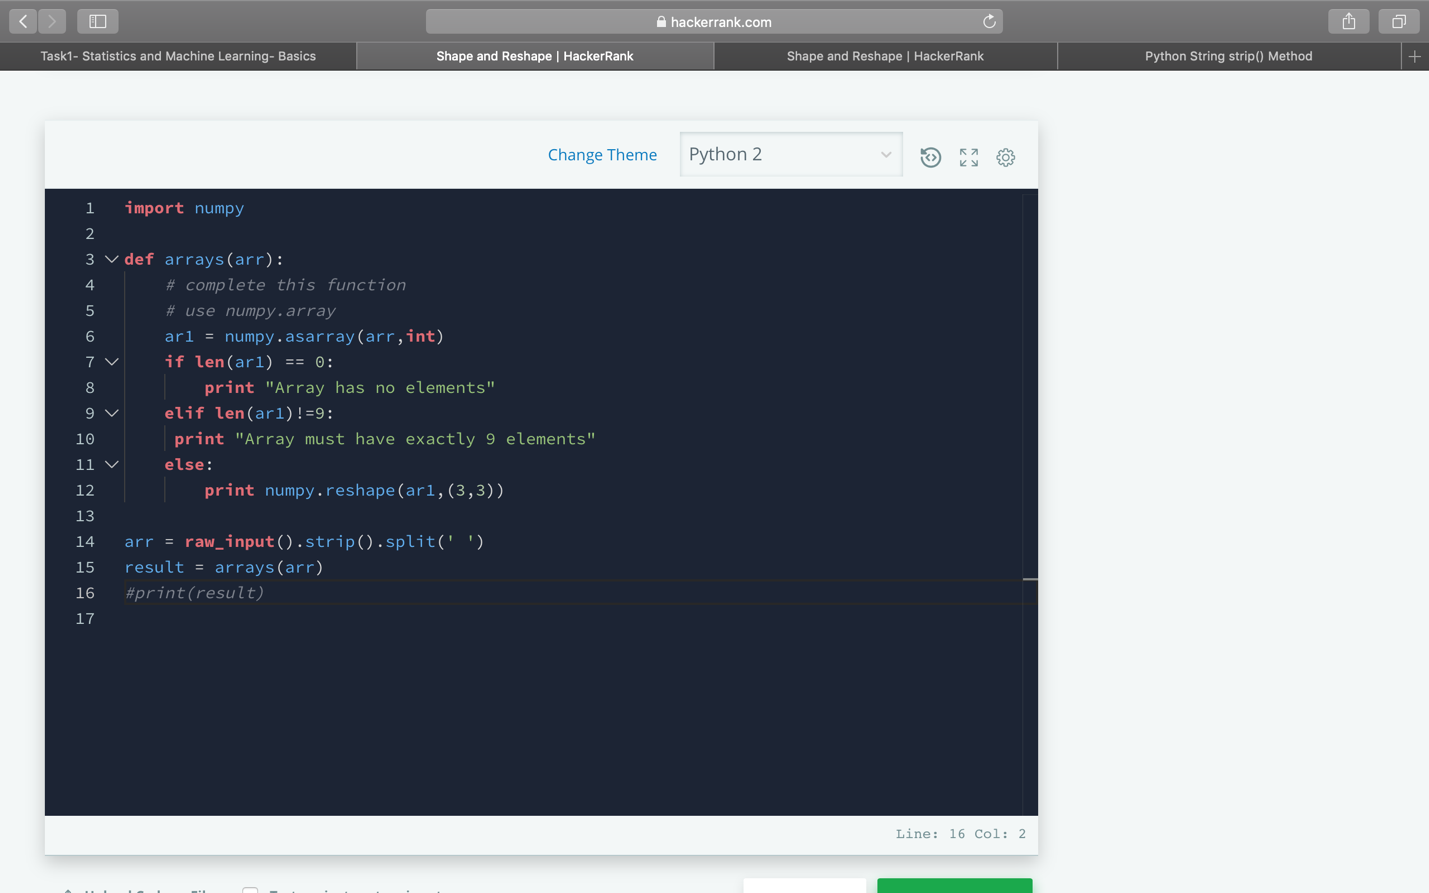 hackerrank.com
Task1- Statistics and Machine Learning- Basics
Shape and Reshape | HackerRank
Shape and Reshape | HackerRank
Python String strip() Method
Change Theme
Python 2
1 import numpy
2
3 def arrays(arr):
4 # complete this function
5 # use numpy.array
6 ar1 = numpy.asarray(arr,int)
7 if len(ar1) == 0:
8 print "Array has no elements"
9 elif len(ar1)!=9:
10 print "Array must have exactly 9 elements"
11 else:
12 print numpy.reshape(ar1,(3,3))
13
14 arr = raw_input().strip().split(' ')
15 result = arrays(arr)
16 #print(result)
17
Line: 16 Col: 2